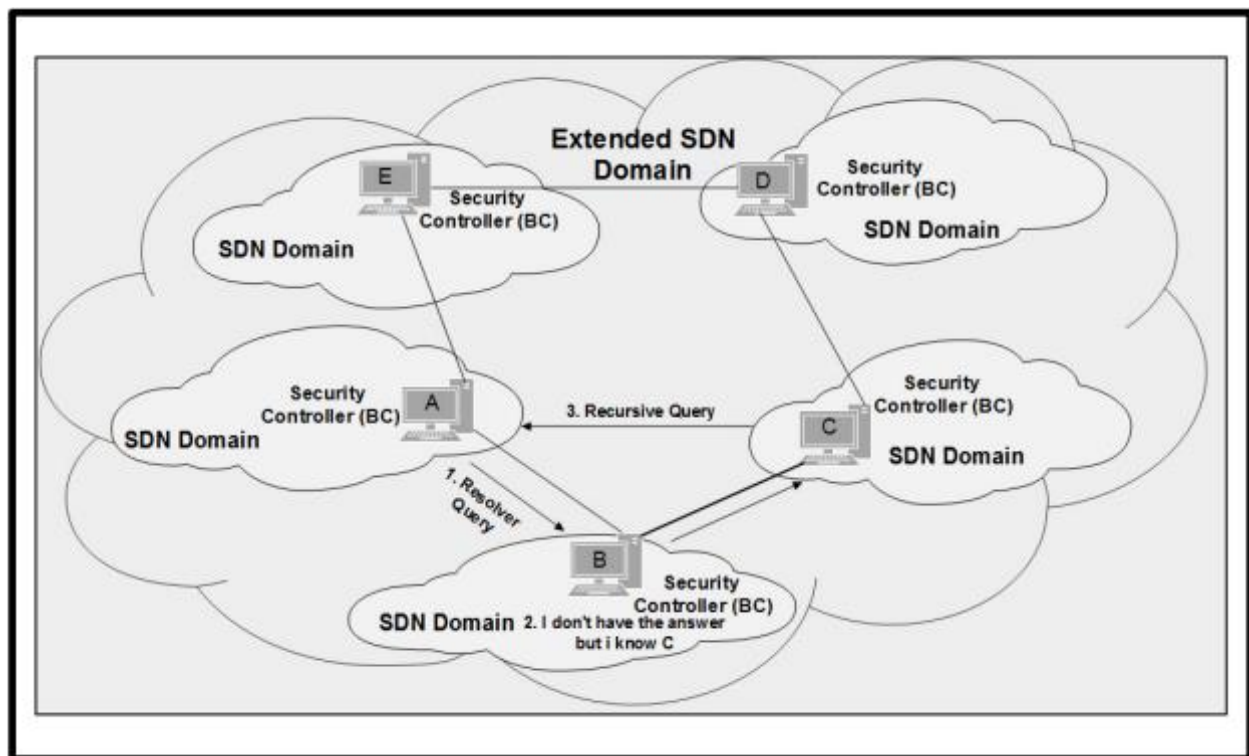 Extended SDN
Domain
E
Security
Controller (BC)
SDN Domain
D
Security
Controller (BC)
SDN Domain
A
Security
Controller (BC)
SDN Domain
3. Recursive Query
C
Security
Controller (BC)
SDN Domain
1. Resolver
Query
B
Security
Controller (BC)
SDN Domain
2. I don't have the answer
but i know C